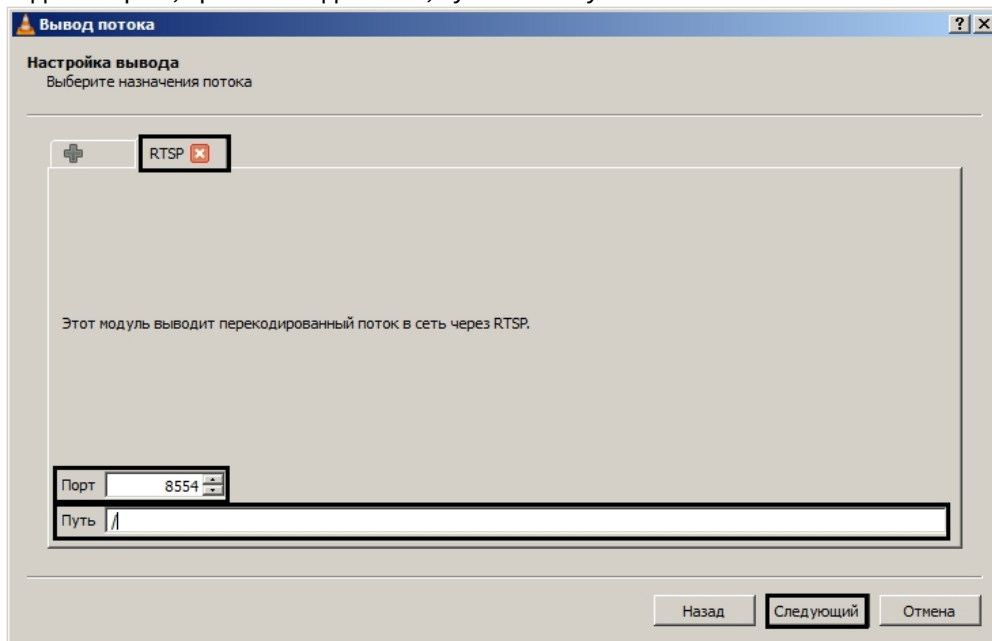 Вывод потока
Настройка вывода
Выберите назначения потока
RTSP
Этот модуль выводит перекодированный поток в сеть через RTSP.
Порт 8554
Путь /
Назад Следующий Отмена